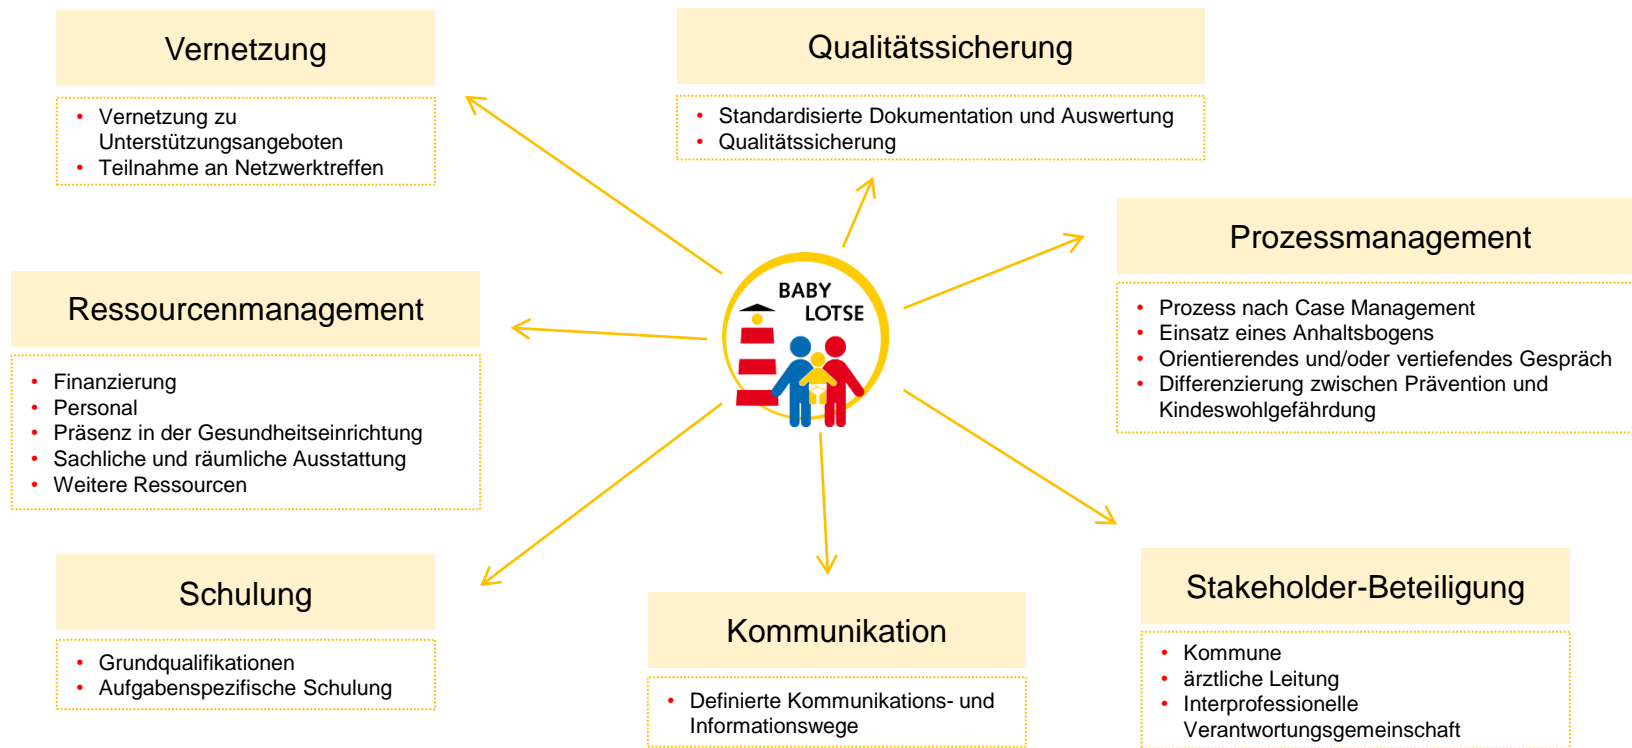 Vernetzung
• Vernetzung zu
Unterstützungsangeboten
• Teilnahme an Netzwerktreffen
Qualitätssicherung
• Standardisierte Dokumentation und Auswertung
• Qualitätssicherung
Prozessmanagement
• Prozess nach Case Management
• Einsatz eines Anhaltsbogens
• Orientierendes und/oder vertiefendes Gespräch
• Differenzierung zwischen Prävention und
Kindeswohlgefährdung
Ressourcenmanagement
• Finanzierung
• Personal
• Präsenz in der Gesundheitseinrichtung
• Sachliche und räumliche Ausstattung
• Weitere Ressourcen
BABY
LOTSE
Schulung
• Grundqualifikationen
• Aufgabenspezifische Schulung
Kommunikation
• Definierte Kommunikations- und
Informationswege
Stakeholder-Beteiligung
• Kommune
• ärztliche Leitung
• Interprofessionelle
Verantwortungsgemeinschaft